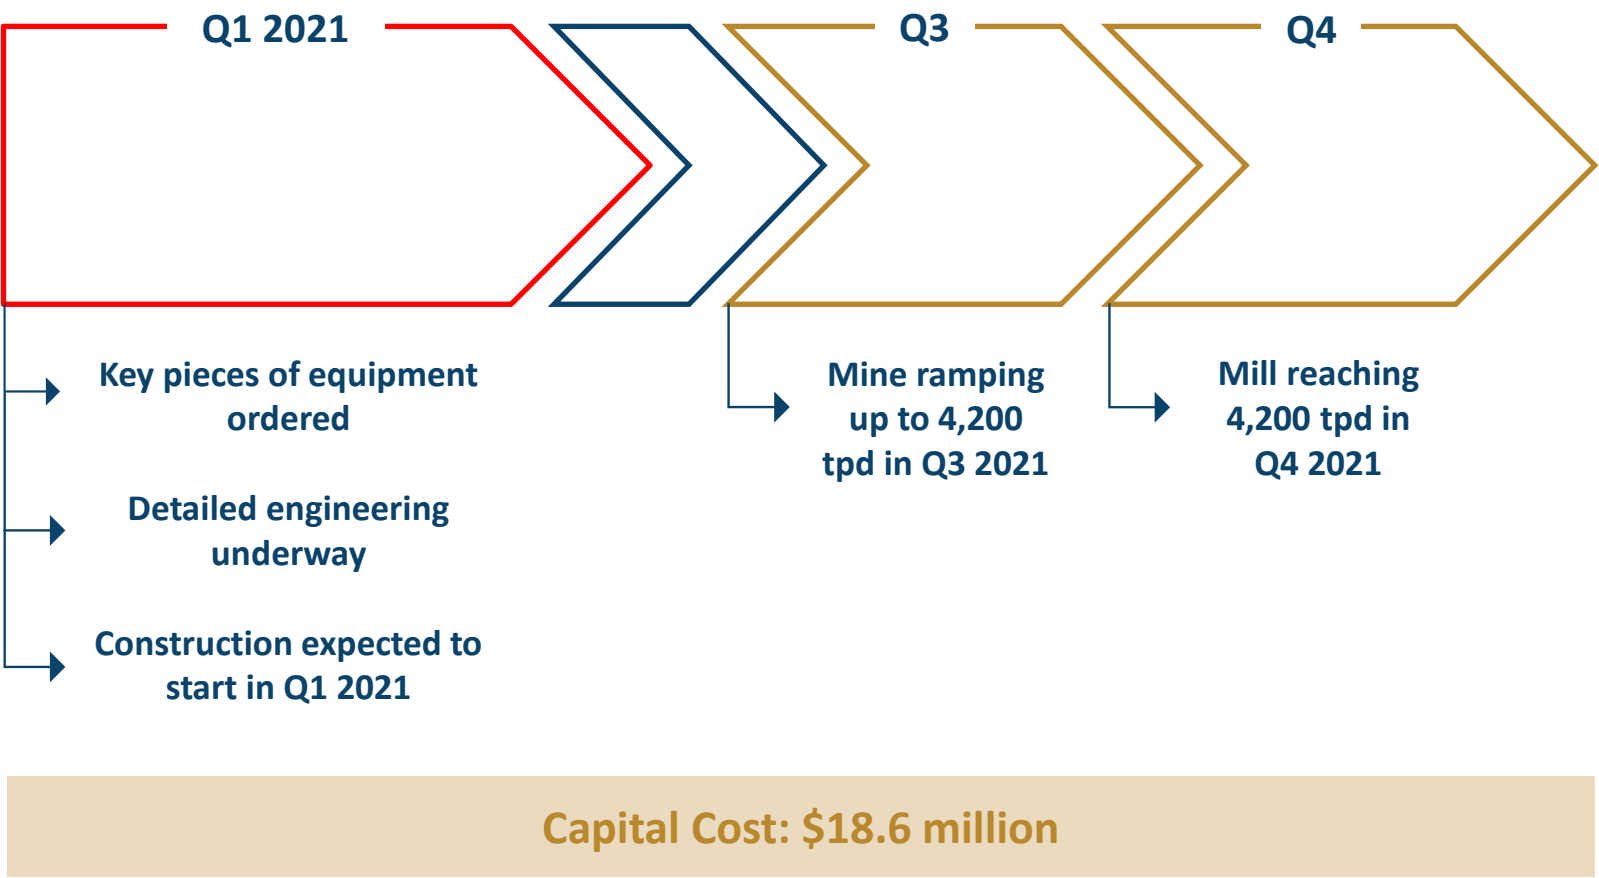 Q1 2021
Q3
Q4
Key pieces of equipment
ordered
Detailed engineering
underway
Construction expected to
start in Q1 2021
Mine ramping
up to 4,200
tpd in Q3 2021
Mill reaching
4,200 tpd in
Q4 2021
Capital Cost: $18.6 million